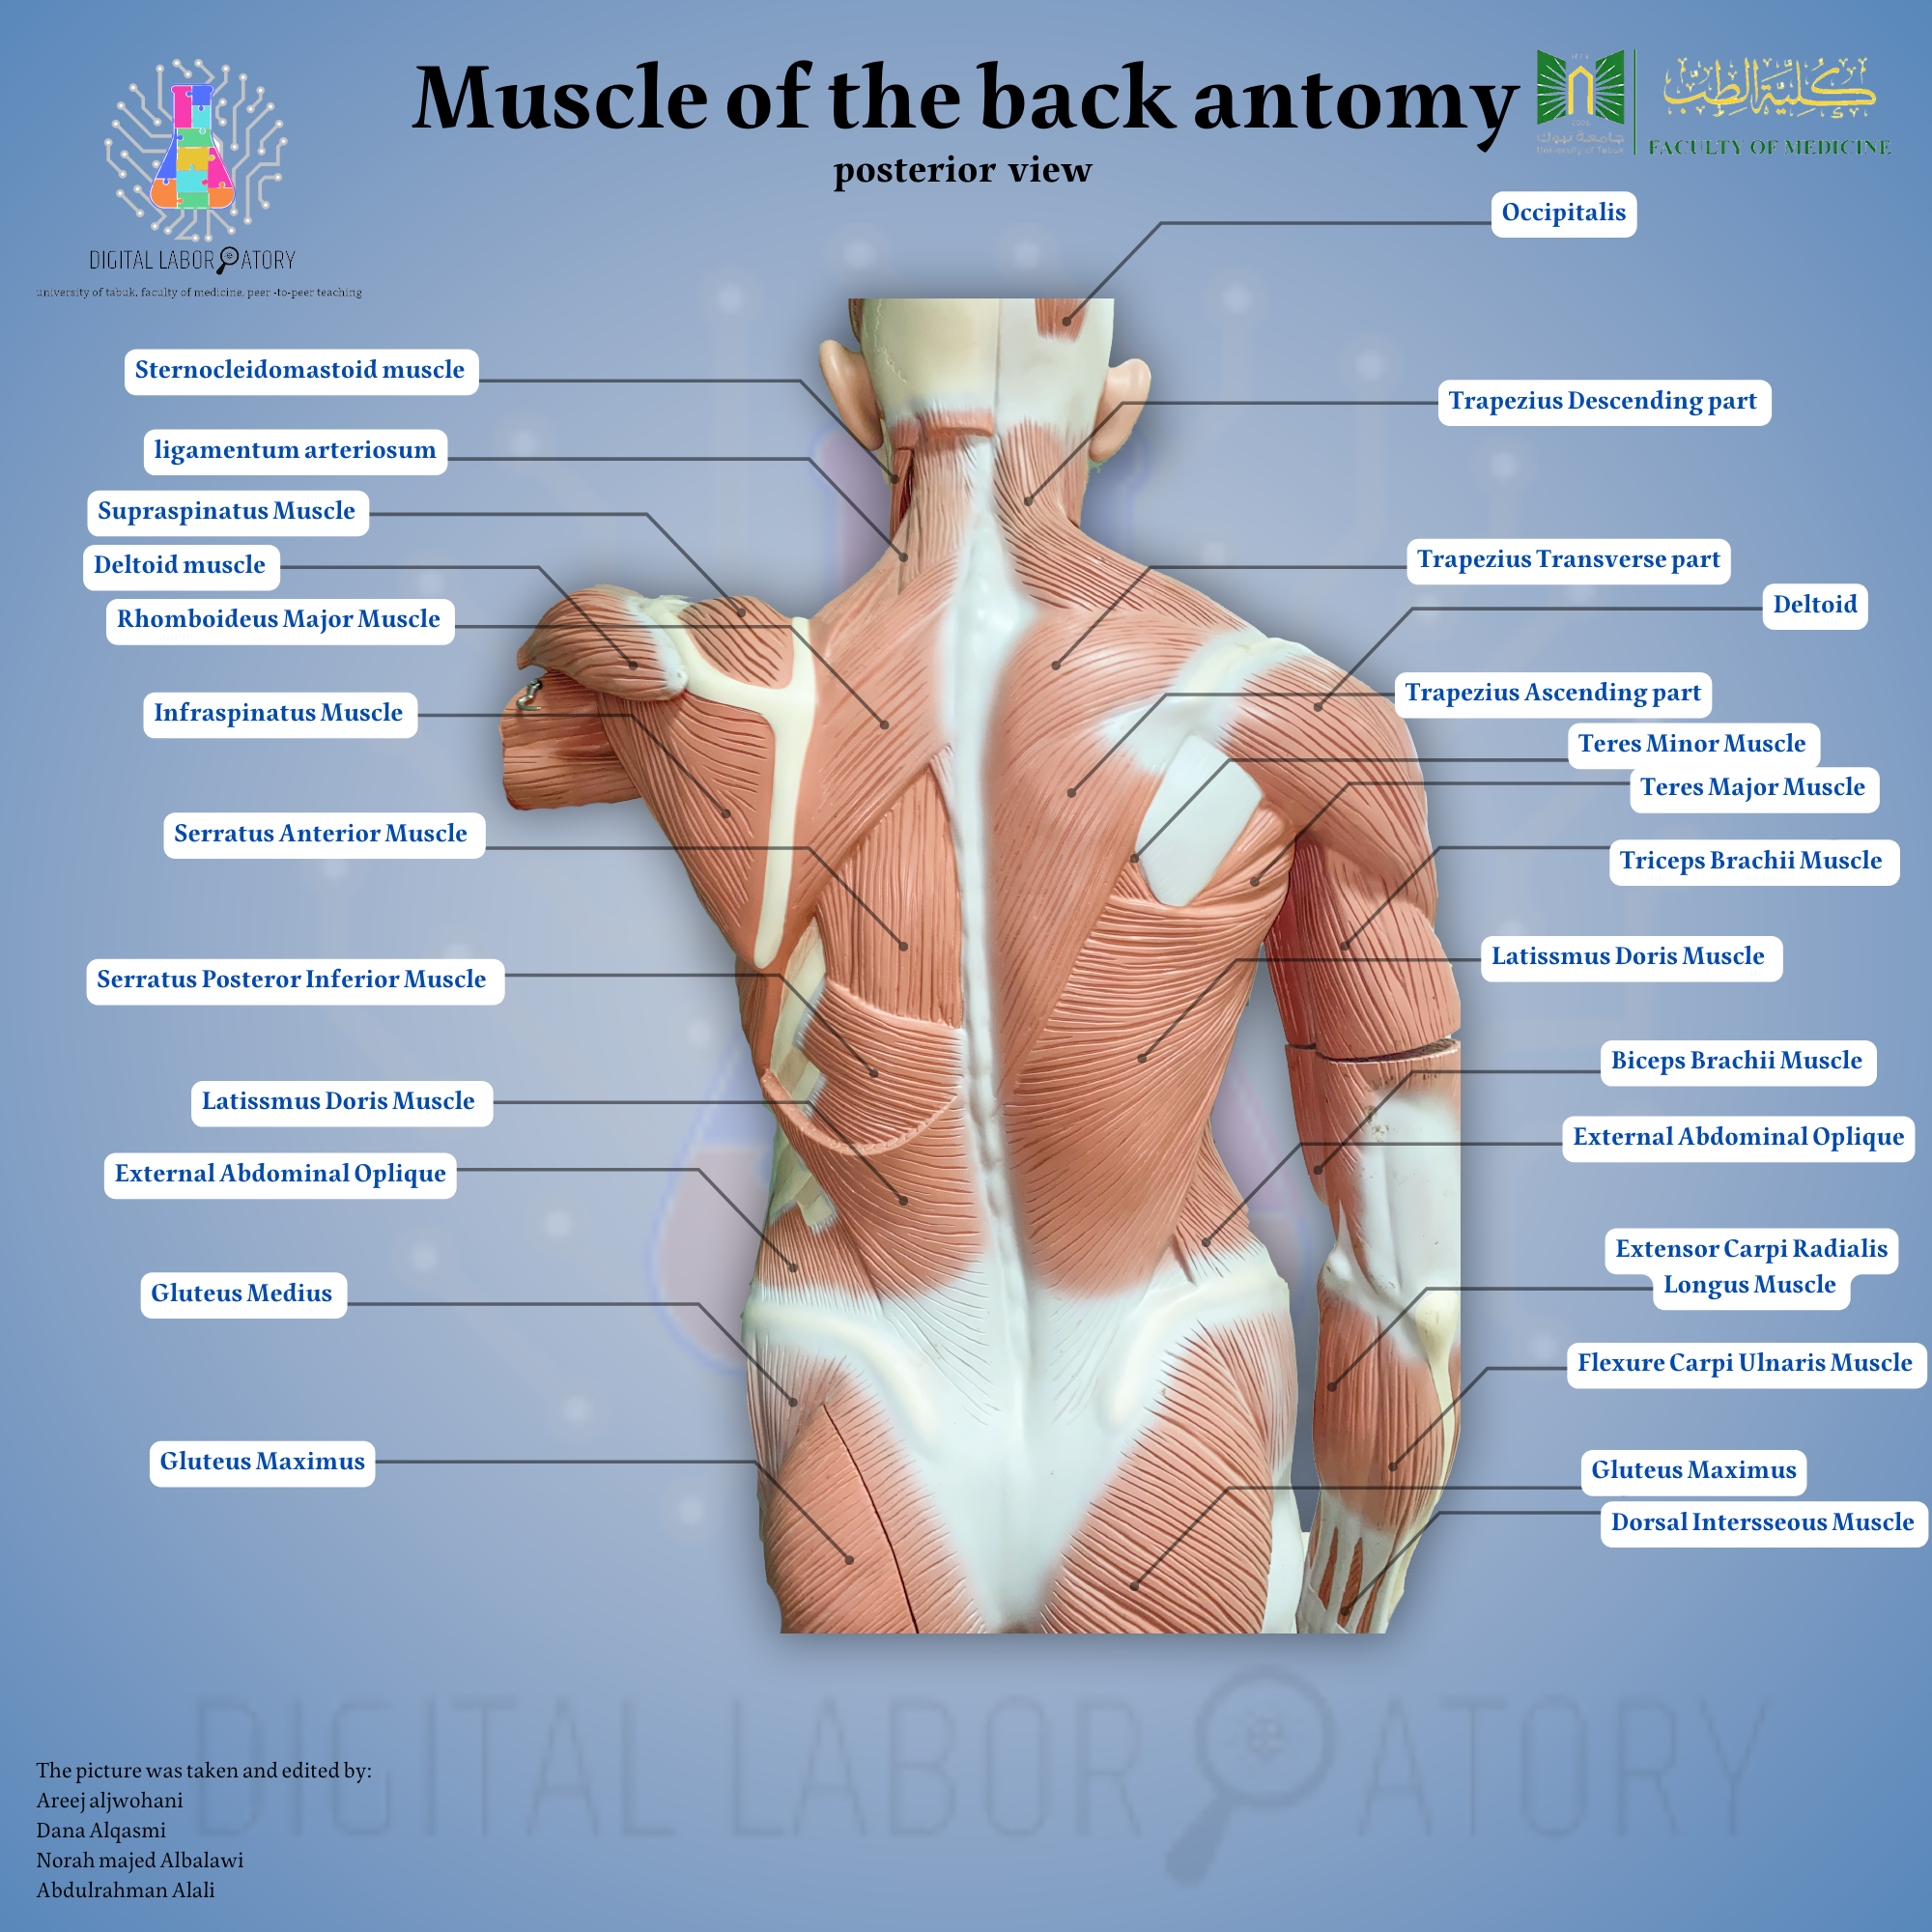 Muscle of the back antomy
posterior view
DIGITAL LABORATORY
university of tabuk, faculty of medicine, peer -to-peer teaching
جامعة تبوك
University of Tabuk
كلية الطب
FACULTY OF MEDICINE
Sternocleidomastoid muscle
ligamentum arteriosum
Supraspinatus Muscle
Deltoid muscle
Rhomboideus Major Muscle
Infraspinatus Muscle
Serratus Anterior Muscle
Serratus Posteror Inferior Muscle
Latissmus Doris Muscle
External Abdominal Oplique
Gluteus Medius
Gluteus Maximus
Occipitalis
Trapezius Descending part
Trapezius Transverse part
Deltoid
Trapezius Ascending part
Teres Minor Muscle
Teres Major Muscle
Triceps Brachii Muscle
Latissmus Doris Muscle
Biceps Brachii Muscle
External Abdominal Oplique
Extensor Carpi Radialis
Longus Muscle
Flexure Carpi Ulnaris Muscle
Gluteus Maximus
Dorsal Intersseous Muscle
DIGITAL LABORATORY
The picture was taken and edited by:
Areej aljwohani
Dana Alqasmi
Norah majed Albalawi
Abdulrahman Alali